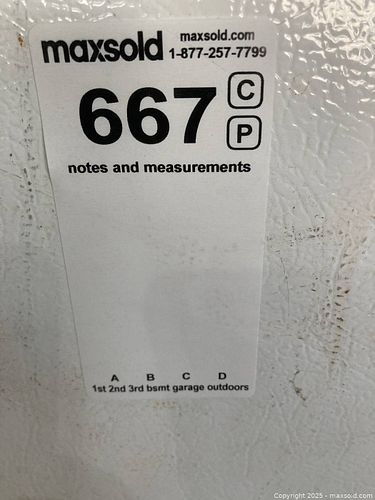 maxsold maxsold.com
1-877-257-7799
667 C
P
notes and measurements
A B C D
1st 2nd 3rd bsmt garage outdoors
Copyright 2025 - maxsold.com